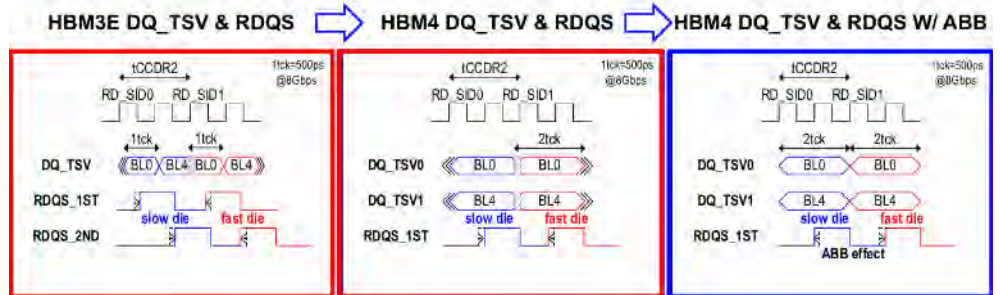 HBM3E DQ_TSV & RDQS
HBM4 DQ_TSV & RDQS
HBM4 DQ_TSV & RDQS W/ ABB
tCCDR2
1tck=500ps
@8Gbps
RD_SID0 RD_SID1
1tck 1tck
DQ_TSV BL0 BL4 BL0 BL4
RDQS_1ST
slow die fast die
RDQS_2ND
tCCDR2
1tck=500ps
@8Gbps
RD_SID0 RD_SID1
2tck
DQ_TSV0 BL0 BL0
DQ_TSV1 BL4 BL4
slow die fast die
RDQS_1ST
tCCDR2
1tck=500ps
@8Gbps
RD_SID0 RD_SID1
2tck 2tck
DQ_TSV0 BL0 BL0
DQ_TSV1 BL4 BL4
slow die fast die
RDQS_1ST
ABB effect